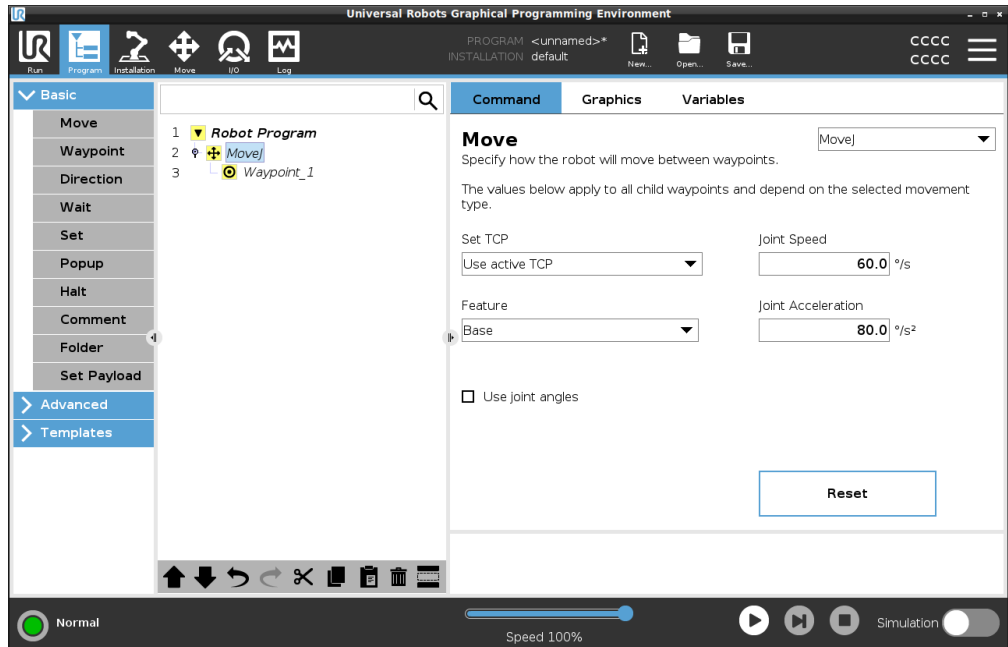 Universal Robots Graphical Programming Environment
UR
Run
Program
Installation
Move
I/O
Log
PROGRAM <unnamed>*
INSTALLATION default
New...
Open...
Save...
CCCC
CCCC
Basic
Move
Waypoint
Direction
Wait
Set
Popup
Halt
Comment
Folder
Set Payload
Advanced
Templates
1 Robot Program
2 MoveJ
3 Waypoint_1
Command Graphics Variables
Move
MoveJ
Specify how the robot will move between waypoints.
The values below apply to all child waypoints and depend on the selected movement
type.
Set TCP
Use active TCP
Joint Speed
60.0 °/s
Feature
Base
Joint Acceleration
80.0 °/s²
Use joint angles
Reset
Normal
Speed 100%
Simulation